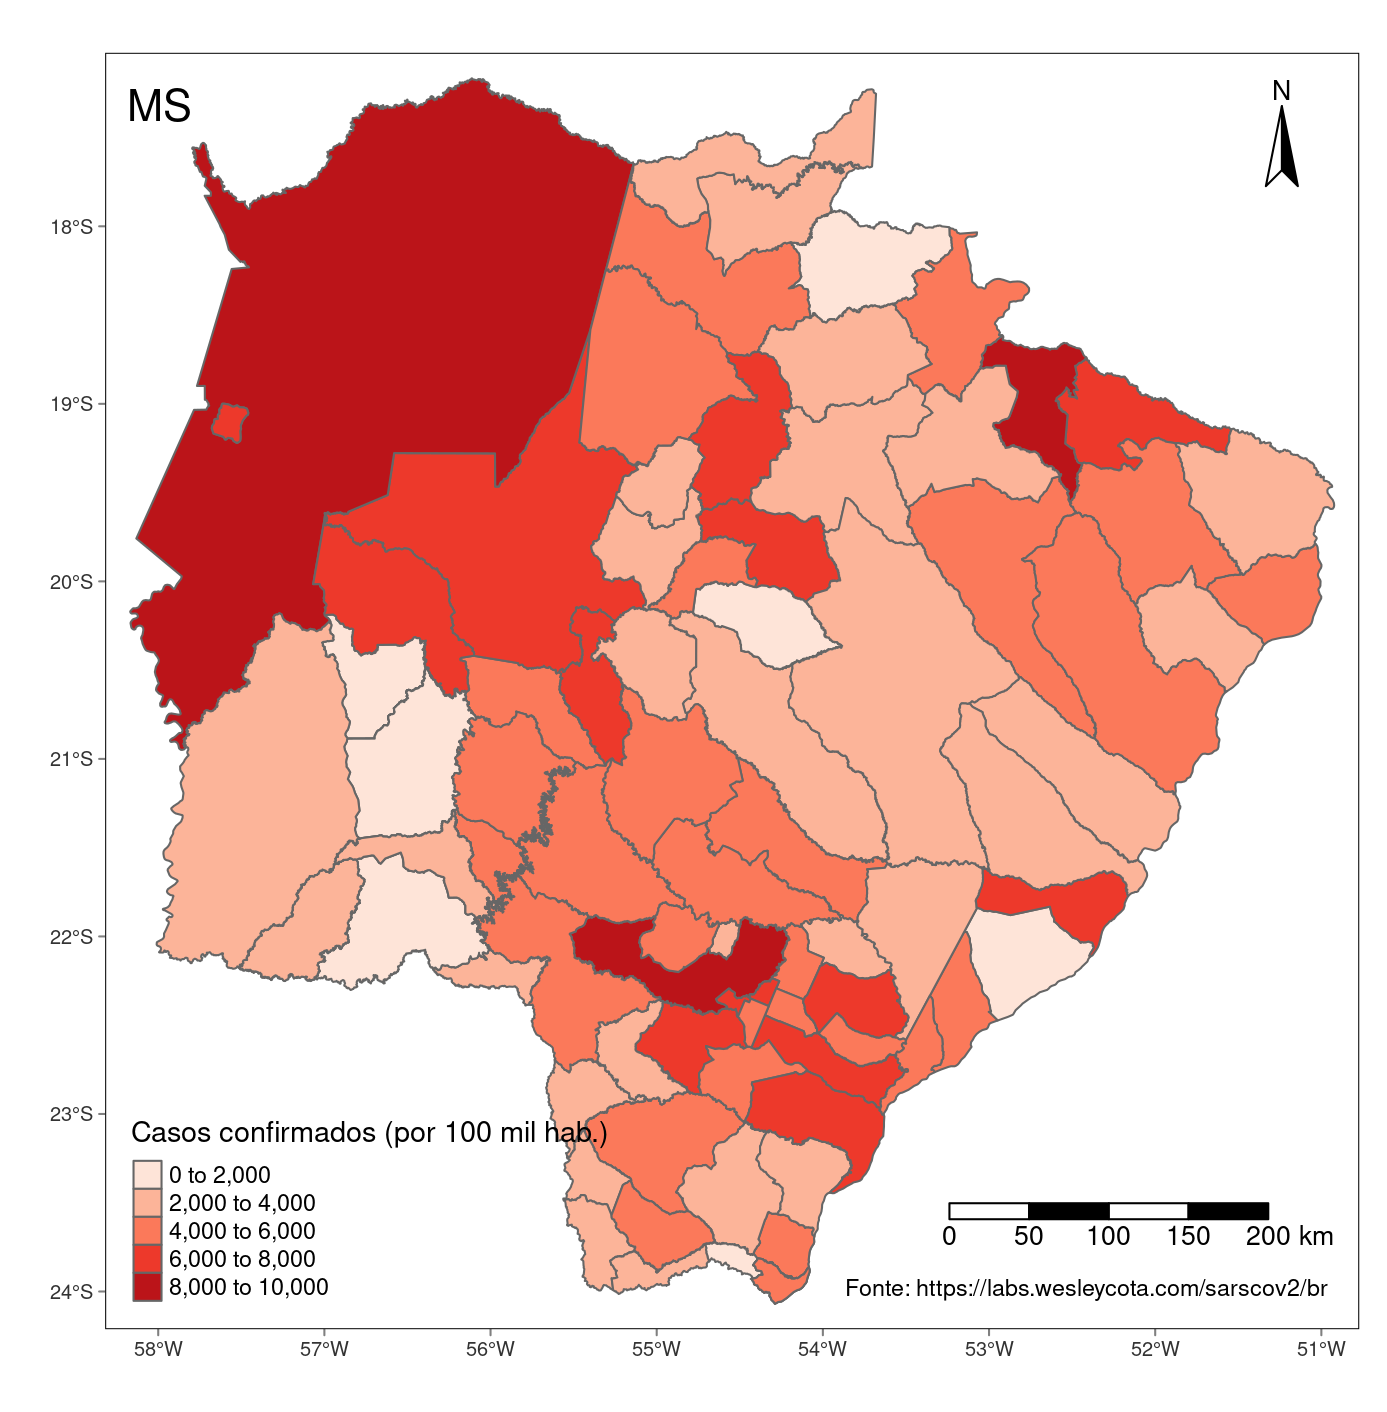 MS
N
18°S
19°S
20°S
21°S
22°S
23°S
24°S
Casos confirmados (por 100 mil hab.)
0 to 2,000
2,000 to 4,000
4,000 to 6,000
6,000 to 8,000
8,000 to 10,000
0 50 100 150 200 km
Fonte: https://labs.wesleycota.com/sarscov2/br
58°W 57°W 56°W 55°W 54°W 53°W 52°W 51°W